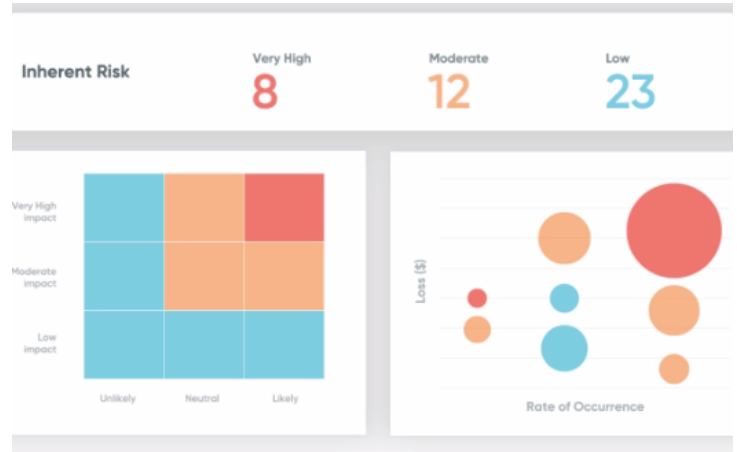 Inherent Risk
Very High
8
Moderate
12
Low
23
Very High
impact
Moderate
impact
Low
impact
Unlikely
Neutral
Likely
Loss ($)
Rate of Occurrence